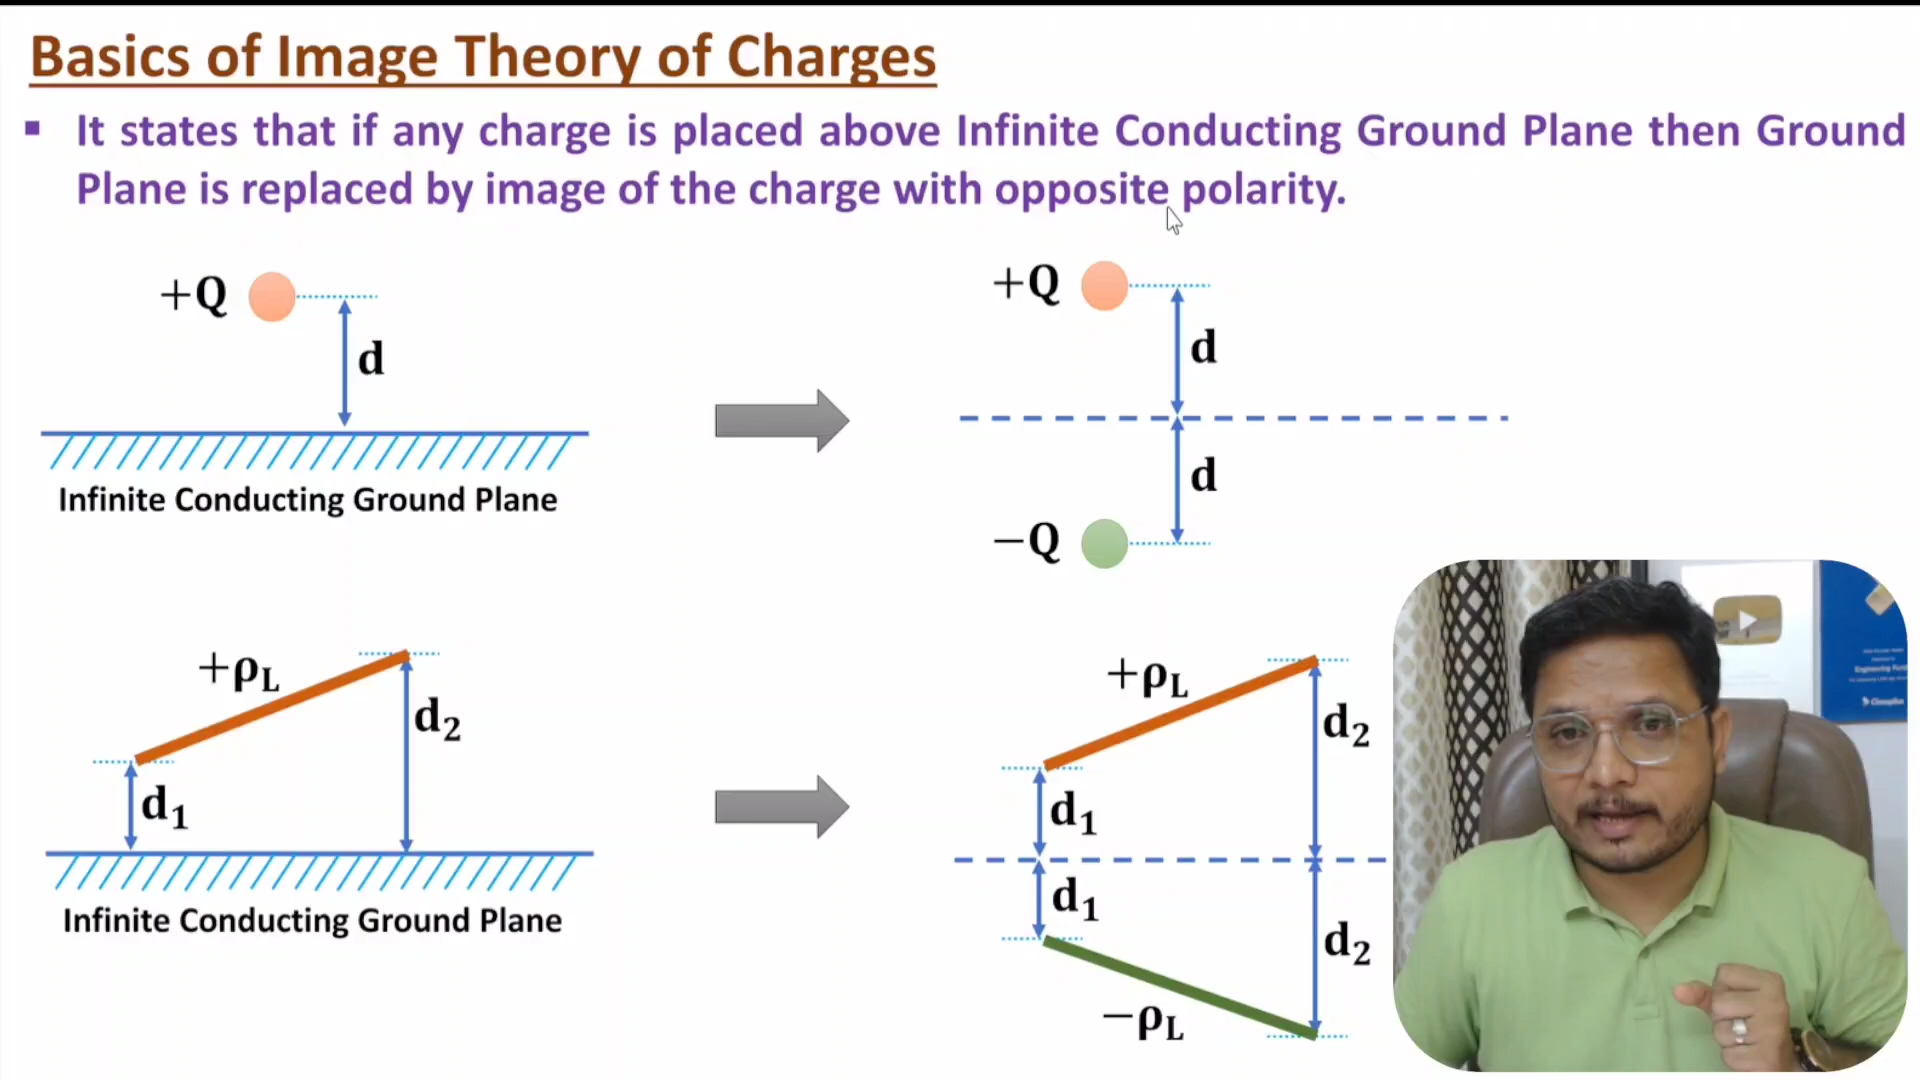 Basics of Image Theory of Charges
▪ It states that if any charge is placed above Infinite Conducting Ground Plane then Ground
Plane is replaced by image of the charge with opposite polarity.
+Q
d
Infinite Conducting Ground Plane
+Q
d
d
−Q
+ρL
d1
d2
Infinite Conducting Ground Plane
+ρL
d1
d2
d1
d2
−ρL